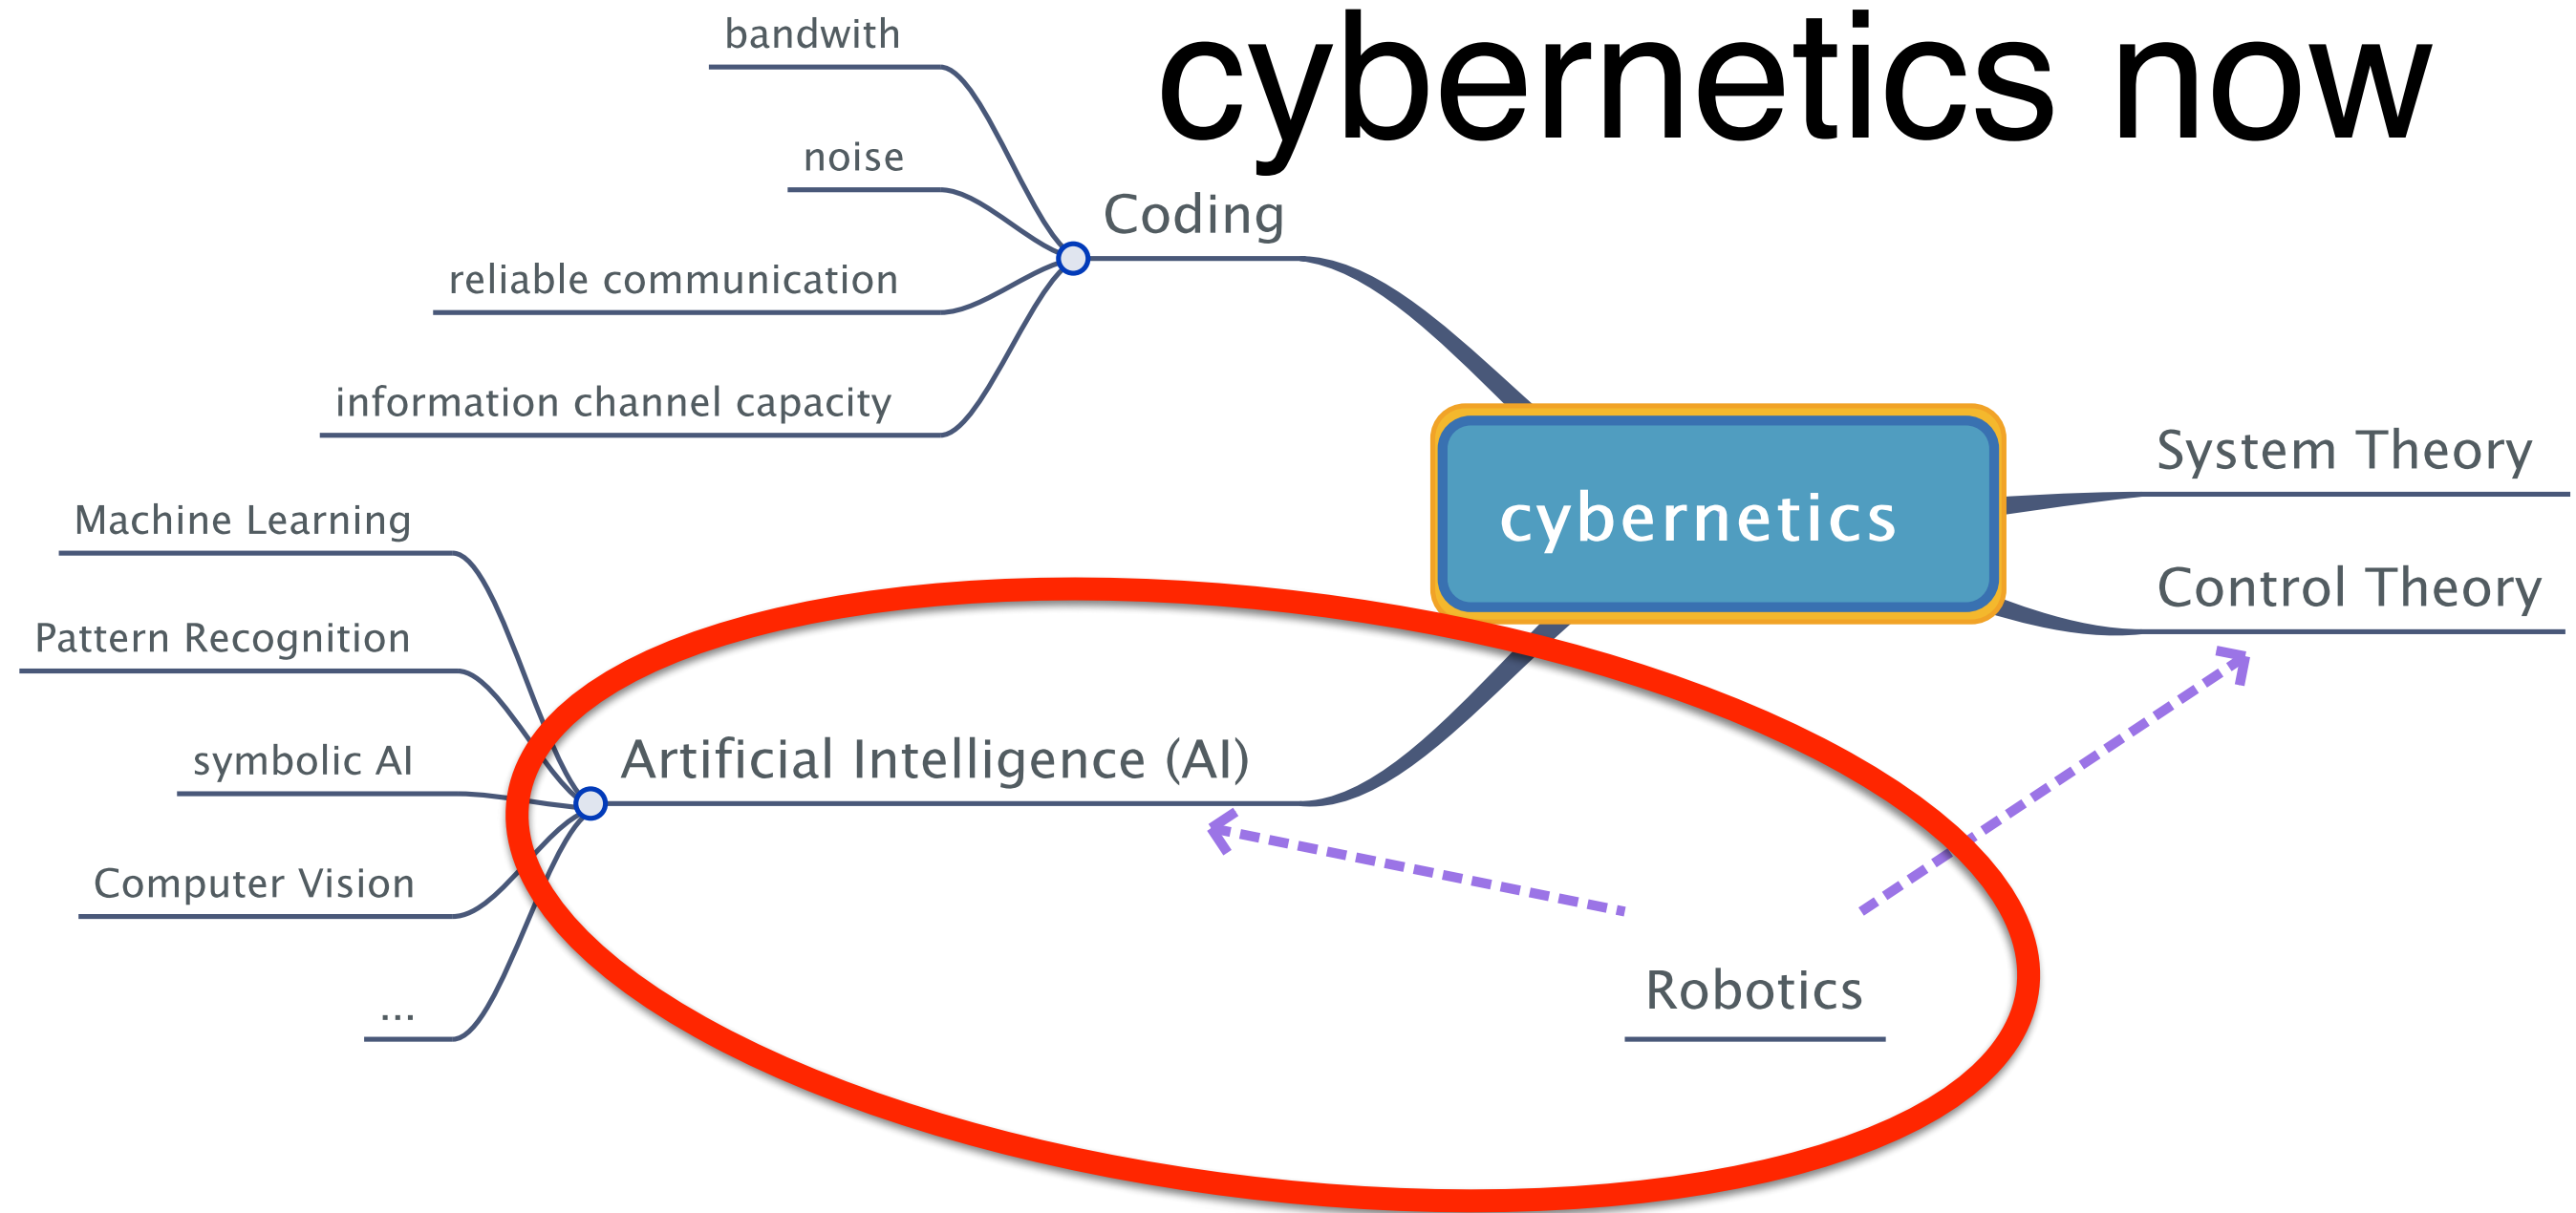 cybernetics now
bandwith
noise
reliable communication
information channel capacity
Coding
cybernetics
System Theory
Control Theory
Machine Learning
Pattern Recognition
symbolic AI
Computer Vision
...
Artificial Intelligence (AI)
Robotics